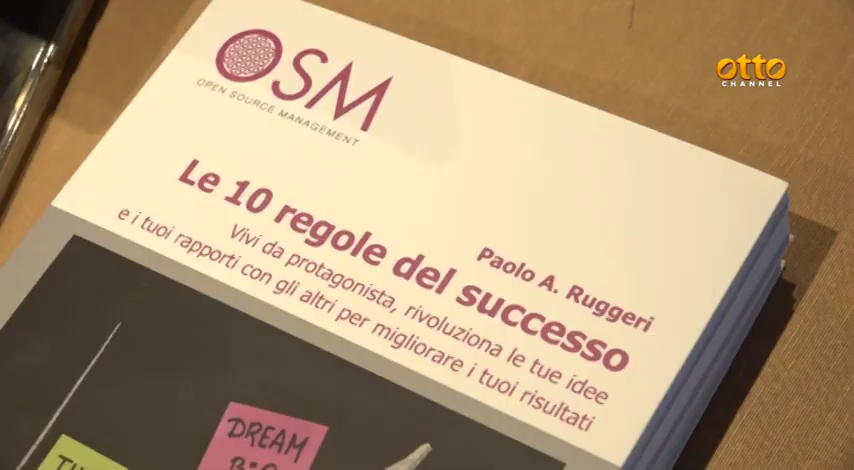 otto
CHANNEL
OSM
OPEN SOURCE MANAGEMENT
Paolo A. Ruggeri
Le 10 regole del successo
Vivi da protagonista, rivoluziona le tue idee
e i tuoi rapporti con gli altri per migliorare i tuoi risultati
DREAM